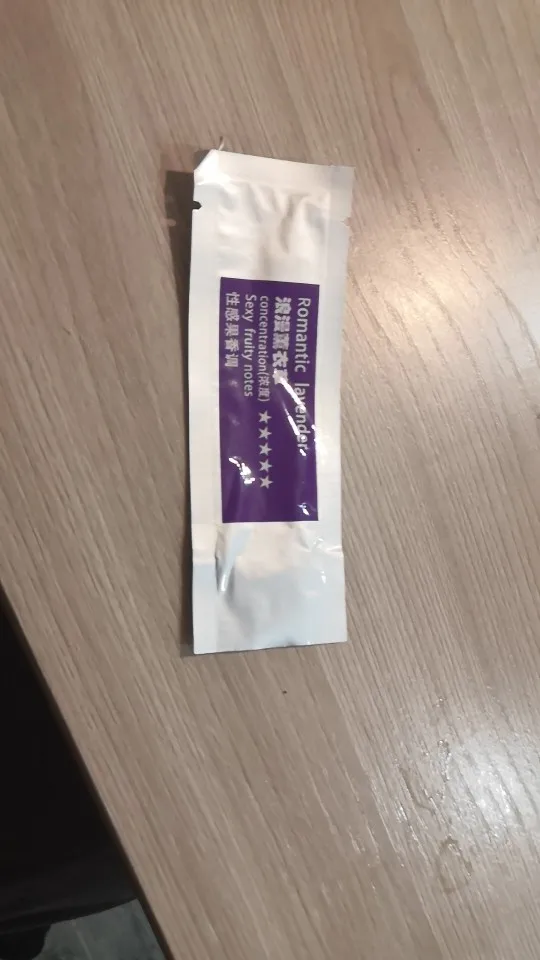 Romantic lavender
浪漫薰衣草
concentration(浓度) ★★★★★
Sexy fruity notes
性感果香调